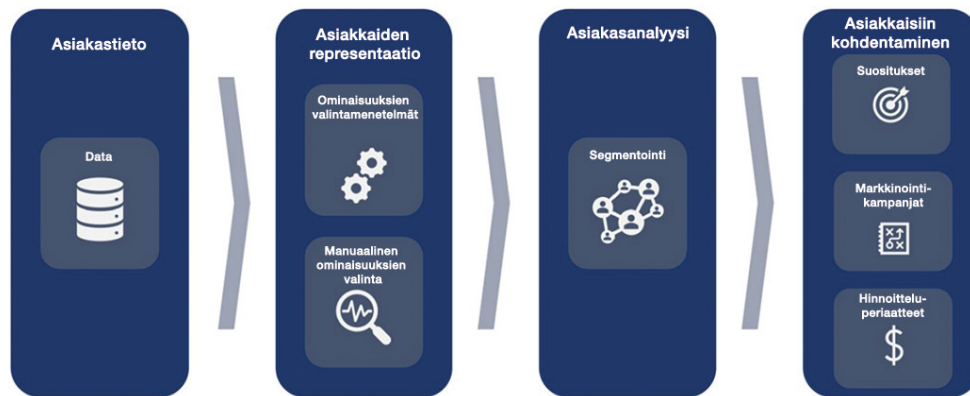 Asiakastieto
Data
Asiakkaiden
representaatio
Ominaisuuksien
valintamenetelmät
Manuaalinen
ominaisuuksien
valinta
Asiakasanalyysi
Segmentointi
Asiakkaisiin
kohdentaminen
Suositukset
Markkinointi-
kampanjat
Hinnoittelu-
periaatteet